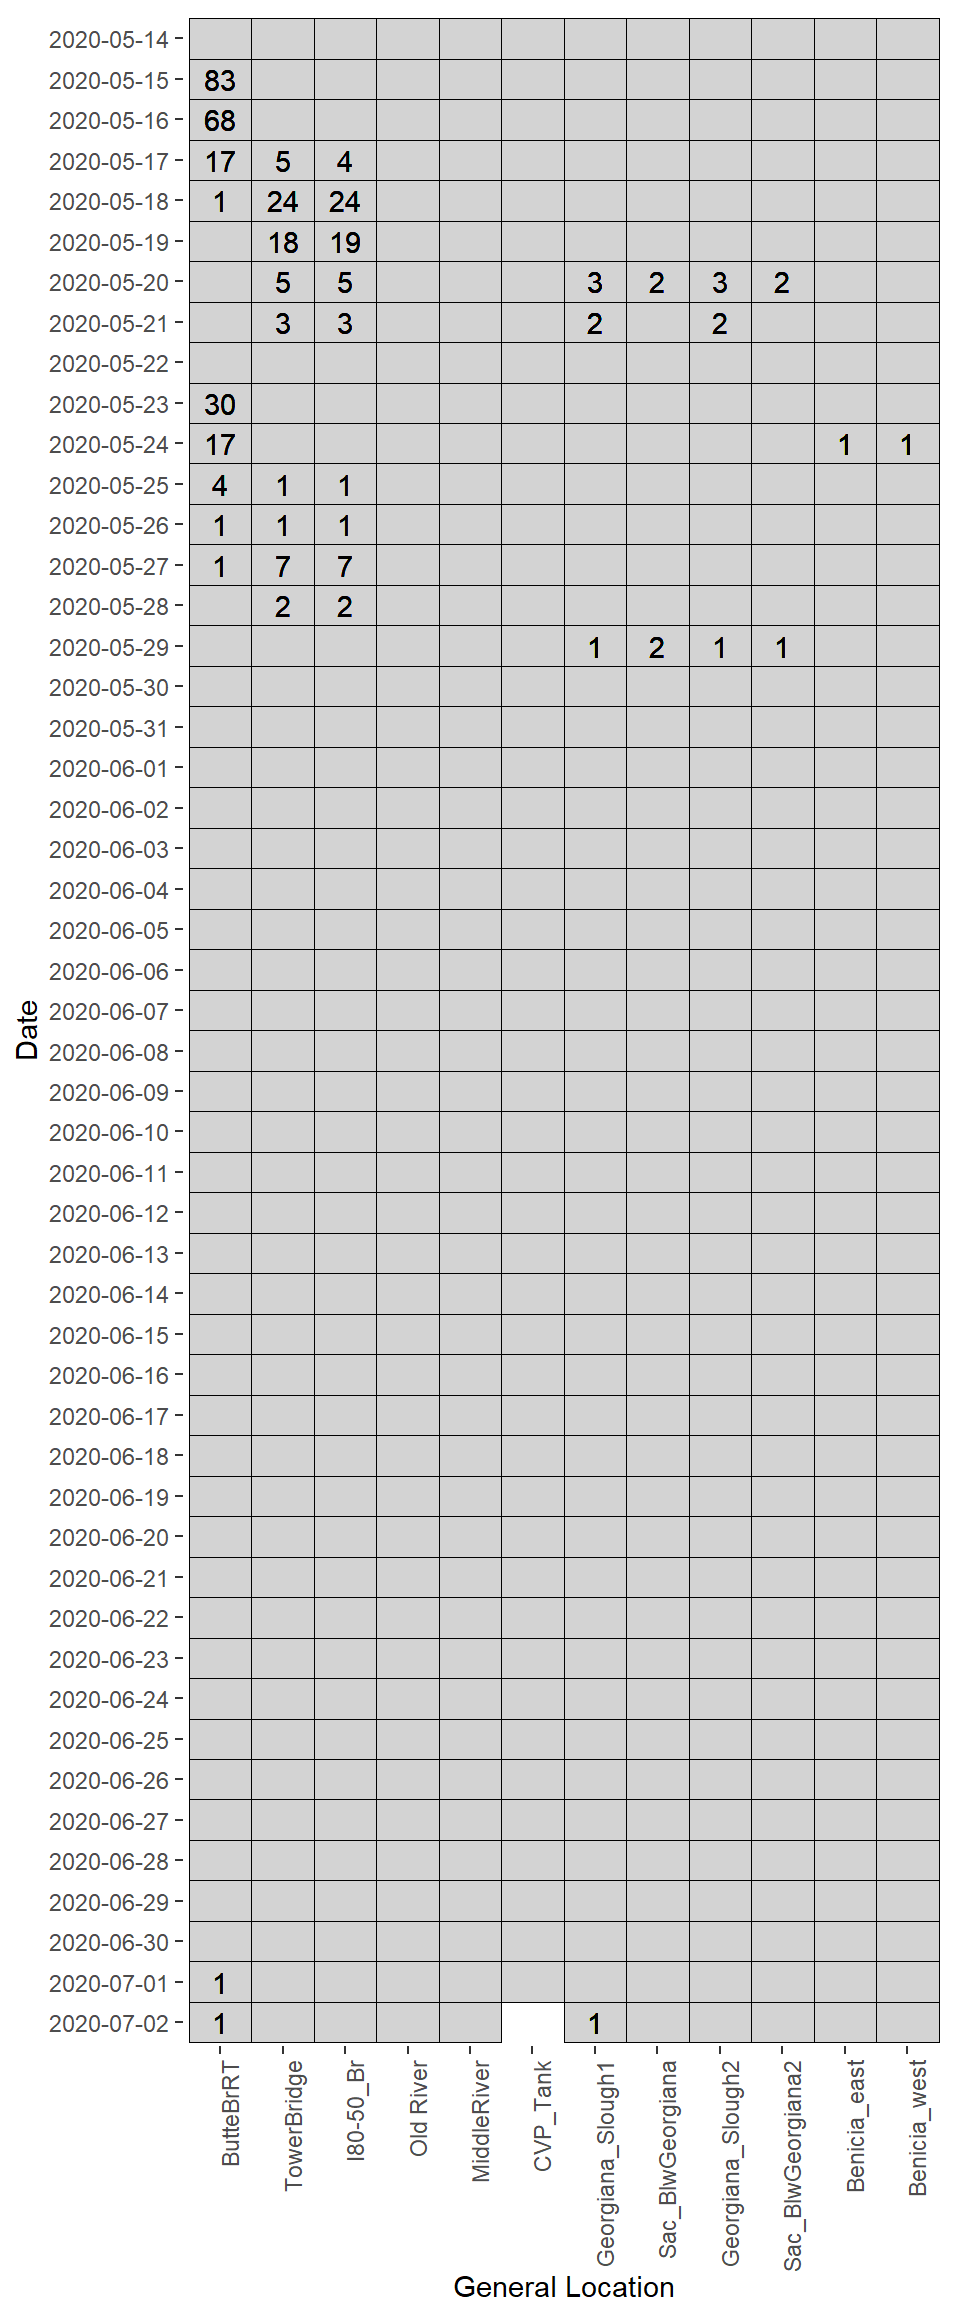 2020-05-14
2020-05-15 83
2020-05-16 68
2020-05-17 17 5 4
2020-05-18 1 24 24
2020-05-19 18 19
2020-05-20 5 5 3 2 3 2
2020-05-21 3 3 2 2
2020-05-22
2020-05-23 30
2020-05-24 17 1 1
2020-05-25 4 1 1
2020-05-26 1 1 1
2020-05-27 1 7 7
2020-05-28 2 2
2020-05-29 1 2 1 1
2020-05-30
2020-05-31
2020-06-01
2020-06-02
2020-06-03
2020-06-04
2020-06-05
2020-06-06
2020-06-07
2020-06-08
2020-06-09
2020-06-10
2020-06-11
2020-06-12
2020-06-13
2020-06-14
2020-06-15
2020-06-16
2020-06-17
2020-06-18
2020-06-19
2020-06-20
2020-06-21
2020-06-22
2020-06-23
2020-06-24
2020-06-25
2020-06-26
2020-06-27
2020-06-28
2020-06-29
2020-06-30
2020-07-01 1
2020-07-02 1 1
Date
ButteBrRT
TowerBridge
I80-50_Br
Old River
MiddleRiver
CVP_Tank
Georgiana_Slough1
Sac_BlwGeorgiana
Georgiana_Slough2
Sac_BlwGeorgiana2
Benicia_east
Benicia_west
General Location